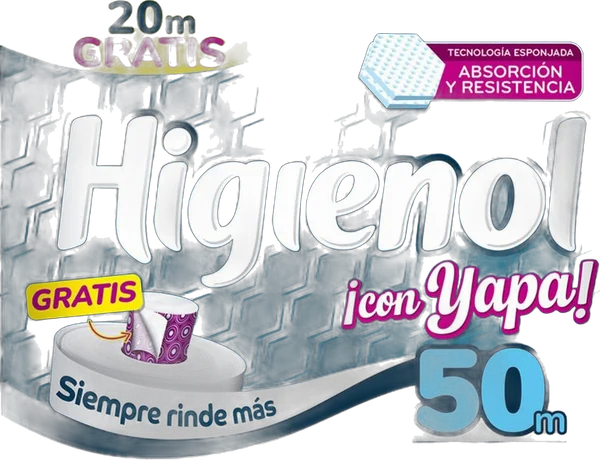 20m
GRATIS
TECNOLOGÍA ESPONJADA
ABSORCIÓN
Y RESISTENCIA
Higienol
GRATIS
¡con Yapa!
Siempre rinde más
50m